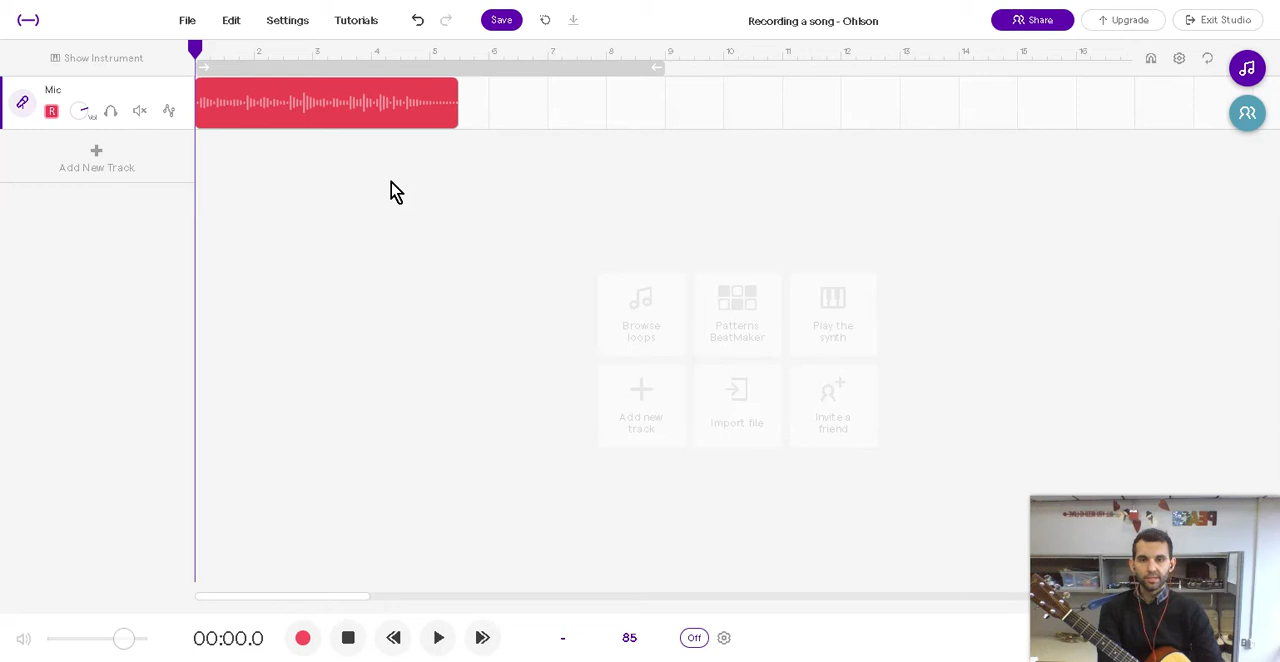 File Edit Settings Tutorials Save Recording a song - Ohlson Share Upgrade Exit Studio
Show Instrument
2 3 4 5 6 7 8 9 10 11 12 13 14 15 16
Mic
R Vol
Add New Track
Browse loops
Patterns BeatMaker
Play the synth
Add new track
Import file
Invite a friend
PEACE
00:00.0 - 85 Off